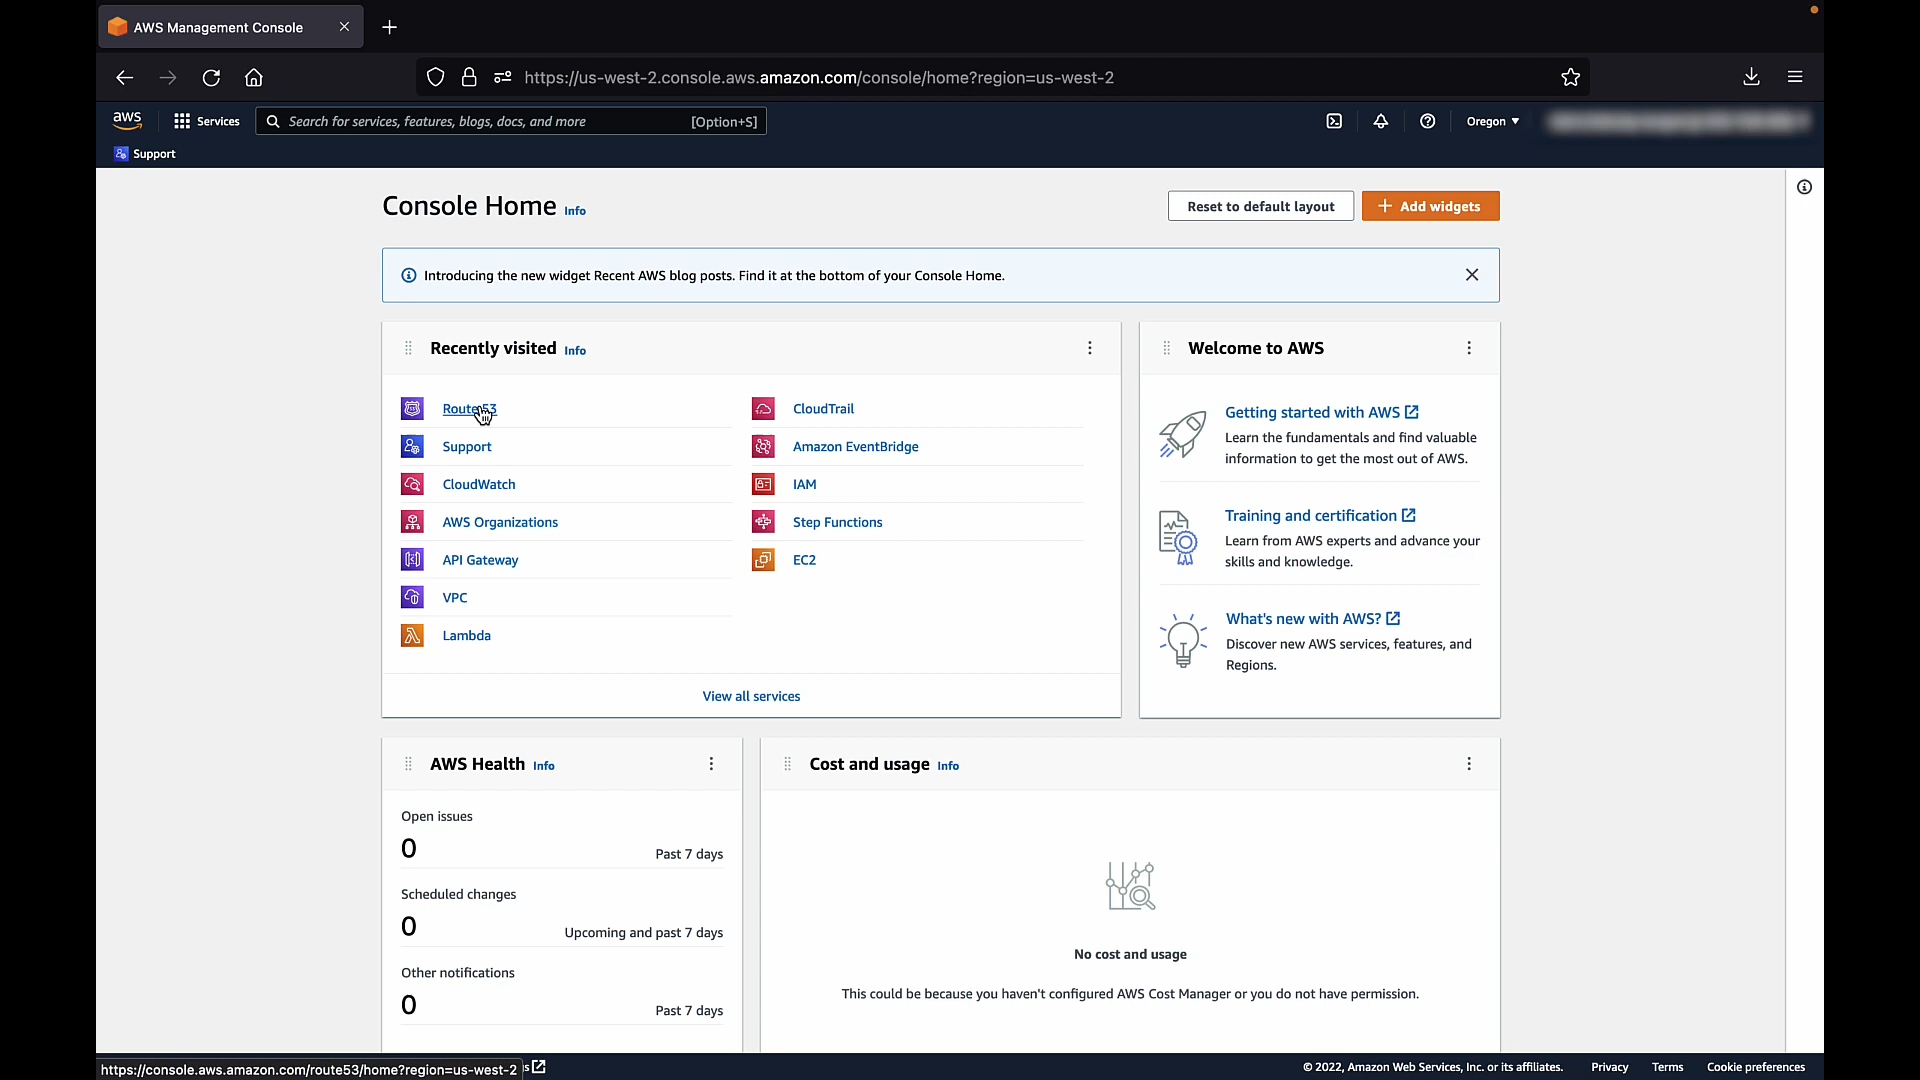 AWS Management Console
https://us-west-2.console.aws.amazon.com/console/home?region=us-west-2
aws
Services
Search for services, features, blogs, docs, and more
[Option+S]
Oregon
Support
Console Home Info
Reset to default layout
Add widgets
Introducing the new widget Recent AWS blog posts. Find it at the bottom of your Console Home.
Recently visited Info
Route 53
Support
CloudWatch
AWS Organizations
API Gateway
VPC
Lambda
CloudTrail
Amazon EventBridge
IAM
Step Functions
EC2
View all services
Welcome to AWS
Getting started with AWS
Learn the fundamentals and find valuable
information to get the most out of AWS.
Training and certification
Learn from AWS experts and advance your
skills and knowledge.
What's new with AWS?
Discover new AWS services, features, and
Regions.
AWS Health Info
Open issues
0
Past 7 days
Scheduled changes
0
Upcoming and past 7 days
Other notifications
0
Past 7 days
Cost and usage Info
No cost and usage
This could be because you haven't configured AWS Cost Manager or you do not have permission.
https://console.aws.amazon.com/route53/home?region=us-west-2
© 2022, Amazon Web Services, Inc. or its affiliates.
Privacy
Terms
Cookie preferences